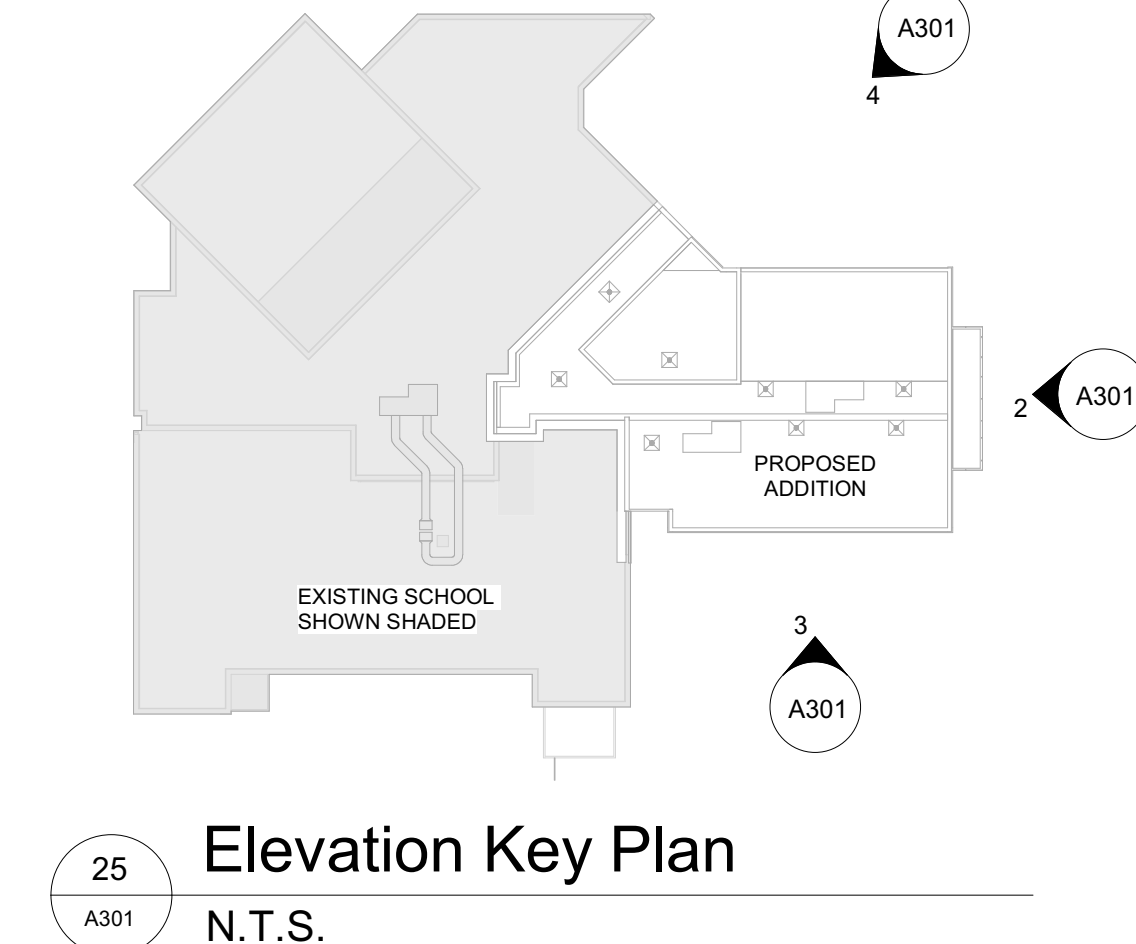 A301
4
2
A301
PROPOSED
ADDITION
EXISTING SCHOOL
SHOWN SHADED
3
A301
25
A301
Elevation Key Plan
N.T.S.